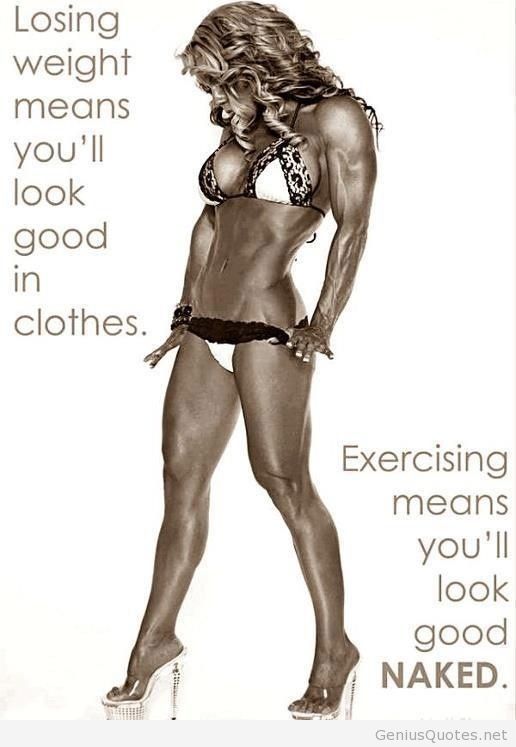 Losing
weight
means
you'll
look
good
in
clothes.
Exercising
means
you'll
look
good
NAKED.
GeniusQuotes.net